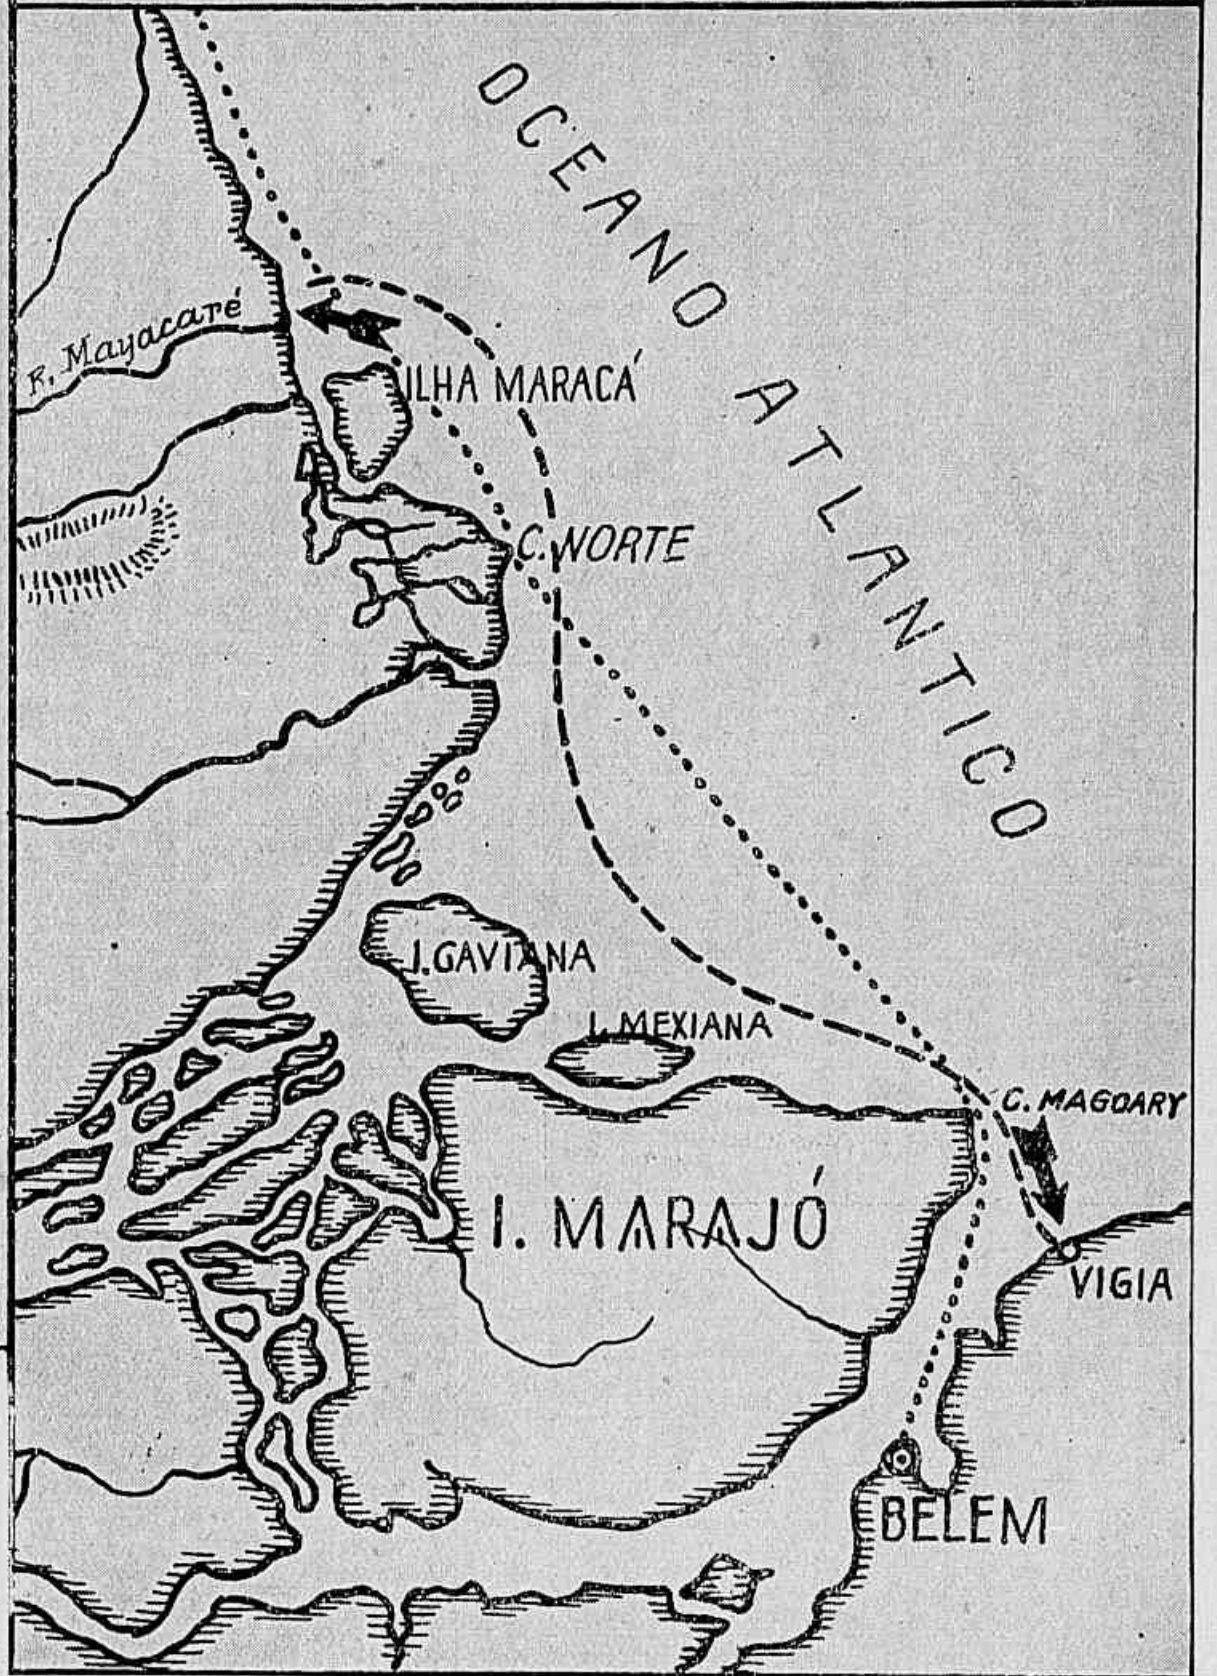 OCEANO ATLANTICO
R. Mayacaré
ILHA MARACÁ
C. NORTE
I. GAVIANA
I. MEXIANA
C. MAGOARY
I. MARAJÓ
VIGIA
BELEM